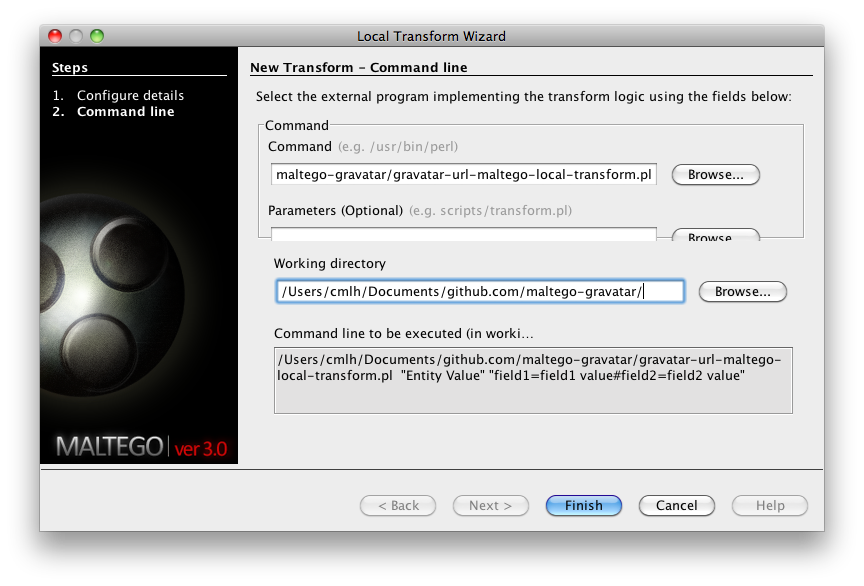 Local Transform Wizard
Steps
1. Configure details
2. Command line
MALTEGO ver 3.0
New Transform - Command line
Select the external program implementing the transform logic using the fields below:
Command
Command (e.g. /usr/bin/perl)
maltego-gravatar/gravatar-url-maltego-local-transform.pl Browse...
Parameters (Optional) (e.g. scripts/transform.pl)
Browse
Working directory
/Users/cmlh/Documents/github.com/maltego-gravatar/ Browse...
Command line to be executed (in worki...
/Users/cmlh/Documents/github.com/maltego-gravatar/gravatar-url-maltego-
local-transform.pl "Entity Value" "field1=field1 value#field2=field2 value"
< Back Next > Finish Cancel Help